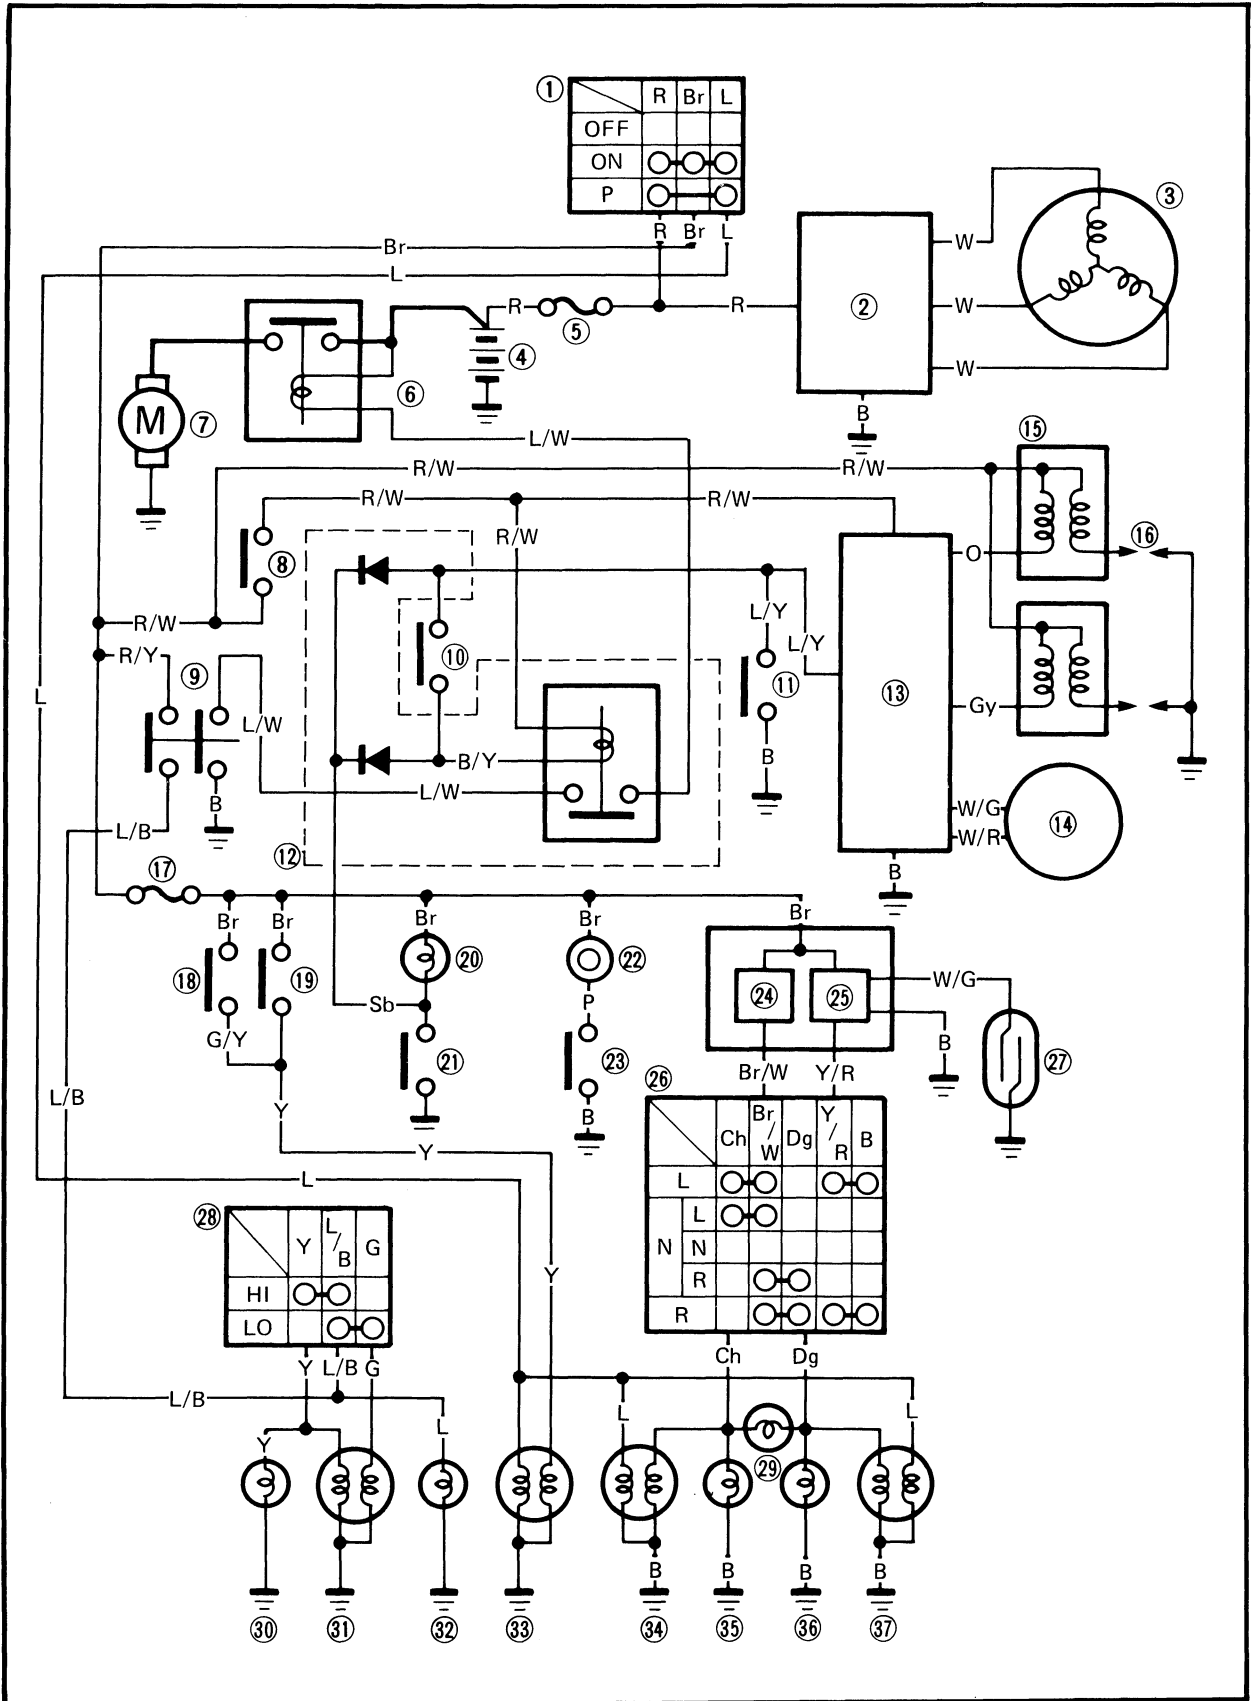 ① R Br L
OFF
ON
P
R Br L
③
Br
L
W
R
⑤
R
②
W
④
W
⑥
M
⑦
B
L/W
⑮
R/W
R/W
R/W
R/W
R/W
⑯
O
⑧
L/Y
R/W
L/Y
R/Y
⑩
⑨
⑪
⑬
L
Gy
L/W
B/Y
B
L/W
B
W/G
L/B
⑭
W/R
⑫
⑰
B
Br
Br Br Br Br
⑳
㉒
⑱ ⑲
W/G
㉔ ㉕
Sb
P
G/Y
B
㉑
㉓
㉗
Br/W Y/R
㉖
L/B
Y
B
Ch Br/W Dg Y/R B
Y
L
L
㉘
N L
Y L/B G
N
Y
HI
R
R
LO
Ch Dg
Y L/B G
L/B
L
L
Y
L
㉙
B B B B
㉚ ㉛ ㉜ ㉝ ㉞ ㉟ ㊱ ㊲